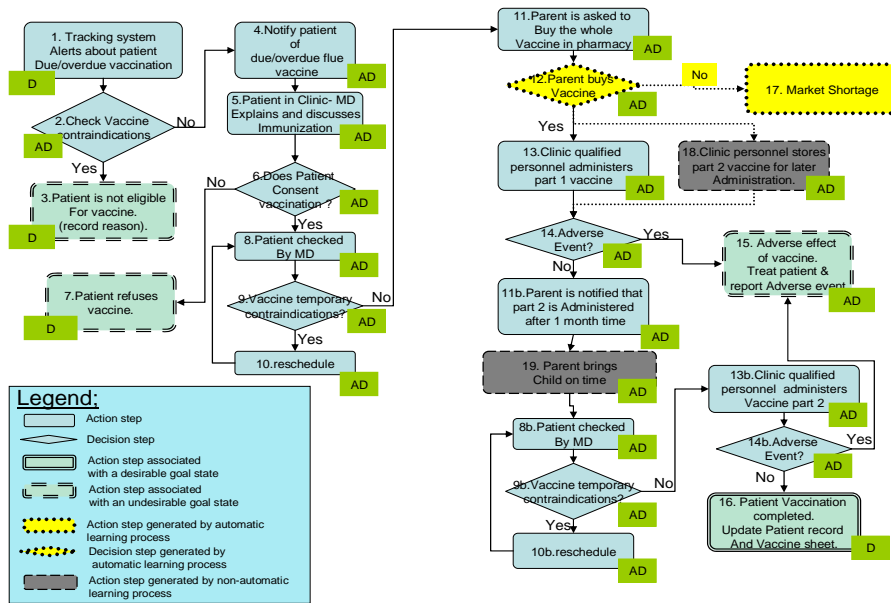 1. Tracking system
Alerts about patient
Due/overdue vaccination
D
2.Check Vaccine
contraindications
AD
No
Yes
3.Patient is not eligible
For vaccine.
(record reason).
D
4.Notify patient
of
due/overdue flue
vaccine
AD
5.Patient in Clinic- MD
Explains and discusses
Immunization
AD
6.Does Patient
Consent
vaccination ?
AD
No
Yes
7.Patient refuses
vaccine.
D
8.Patient checked
By MD
AD
9.Vaccine temporary
contraindications?
AD
No
Yes
10.reschedule
AD
11.Parent is asked to
Buy the whole
Vaccine in pharmacy
AD
12.Parent buys
Vaccine
AD
No
17. Market Shortage
Yes
13.Clinic qualified
personnel administers
part 1 vaccine
AD
18.Clinic personnel stores
part 2 vaccine for later
Administration.
AD
14.Adverse
Event?
AD
Yes
No
15. Adverse effect
of vaccine.
Treat patient &
report Adverse event
AD
11b.Parent is notified that
part 2 is Administered
after 1 month time
AD
19. Parent brings
Child on time
AD
8b.Patient checked
By MD
AD
9b.Vaccine temporary
contraindications?
AD
No
Yes
10b.reschedule
AD
13b.Clinic qualified
personnel administers
Vaccine part 2
AD
14b.Adverse
Event?
AD
Yes
No
16. Patient Vaccination
completed.
Update Patient record
And Vaccine sheet.
D
Legend;
Action step
Decision step
Action step associated
with a desirable goal state
Action step associated
with an undesirable goal state
Action step generated by automatic
learning process
Decision step generated by
automatic learning process
Action step generated by non-automatic
learning process